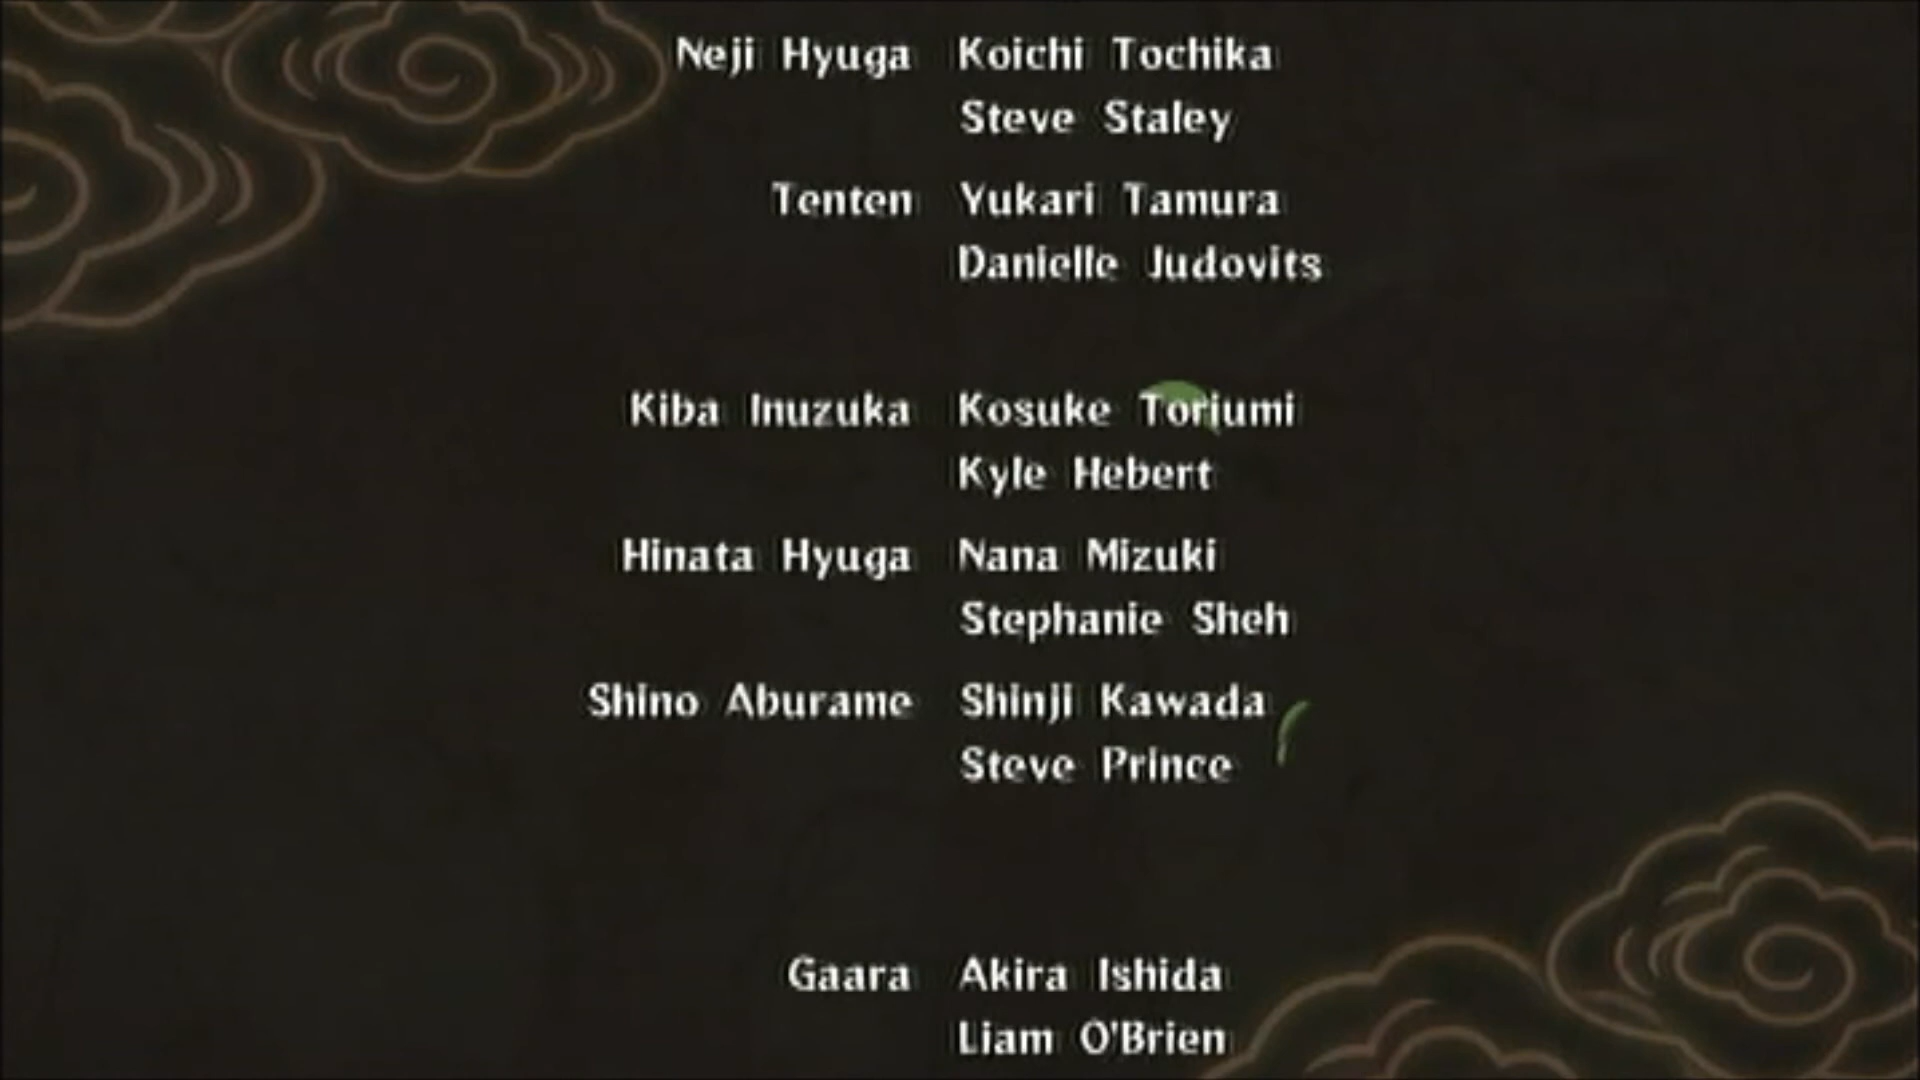 Neji Hyuga Koichi Tochika
Steve Staley
Tenten Yukari Tamura
Danielle Judovits
Kiba Inuzuka Kosuke Toriumi
Kyle Hebert
Hinata Hyuga Nana Mizuki
Stephanie Sheh
Shino Aburame Shinji Kawada
Steve Prince
Gaara Akira Ishida
Liam O'Brien